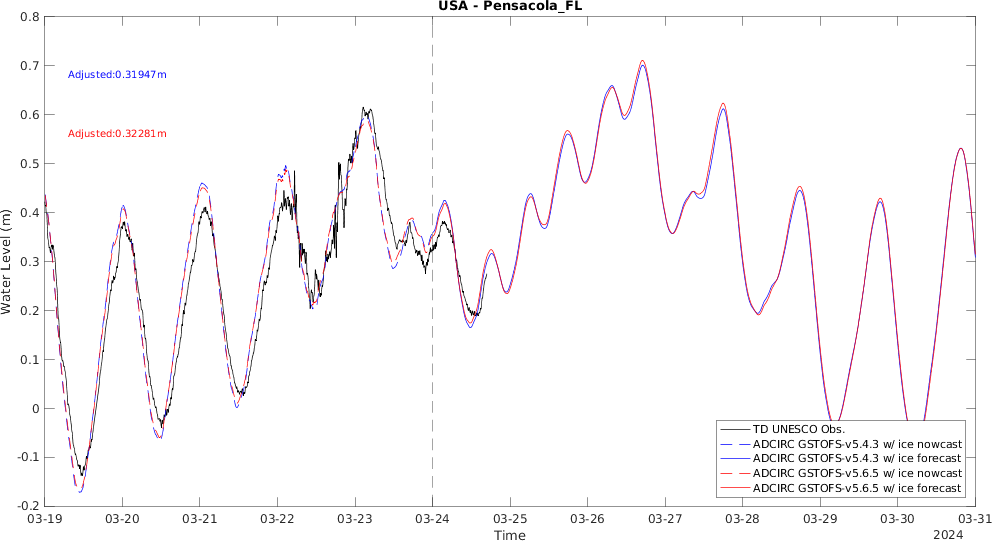 USA - Pensacola_FL
Water Level (m)
0.8
0.7
0.6
0.5
0.4
0.3
0.2
0.1
0
-0.1
-0.2
Adjusted:0.31947m
Adjusted:0.32281m
TD UNESCO Obs.
ADCIRC GSTOFS-v5.4.3 w/ ice nowcast
ADCIRC GSTOFS-v5.4.3 w/ ice forecast
ADCIRC GSTOFS-v5.6.5 w/ ice nowcast
ADCIRC GSTOFS-v5.6.5 w/ ice forecast
03-19 03-20 03-21 03-22 03-23 03-24 03-25 03-26 03-27 03-28 03-29 03-30 03-31
Time
2024